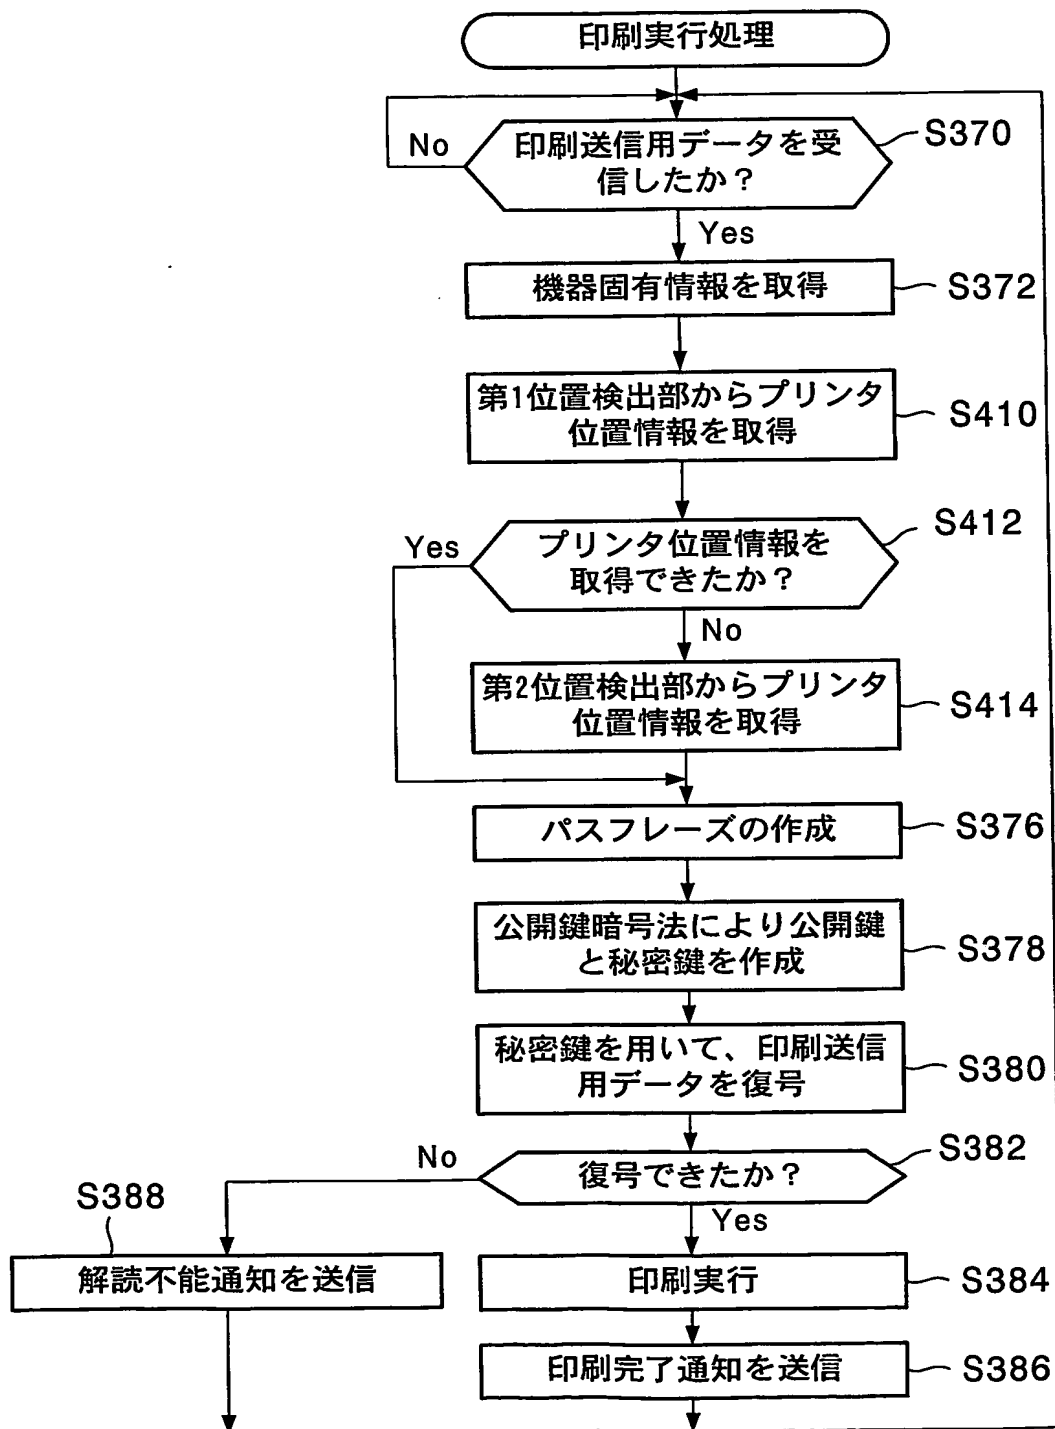 印刷実行処理
No
印刷送信用データを受
信したか？
S370
Yes
機器固有情報を取得
S372
第1位置検出部からプリンタ
位置情報を取得
S410
Yes
プリンタ位置情報を
取得できたか？
S412
No
第2位置検出部からプリンタ
位置情報を取得
S414
パスフレーズの作成
S376
公開鍵暗号法により公開鍵
と秘密鍵を作成
S378
秘密鍵を用いて、印刷送信
用データを復号
S380
No
復号できたか？
S382
S388
Yes
解読不能通知を送信
印刷実行
S384
印刷完了通知を送信
S386